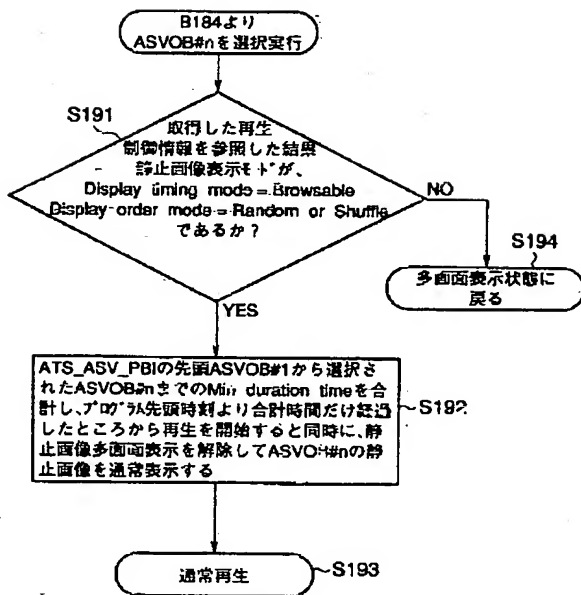 B184より
ASVOB#nを選択実行
S191
取得した再生
制御情報を参照した結果
静止画像表示モードが、
Display timing mode=Browsable
Display order mode=Random or Shuffle
であるか？
NO
S194
多画面表示状態に
戻る
YES
ATS_ASV_PBIの先頭ASVOB#1から選択さ
れたASVOB#nまでのMin duration timeを合
計し、プログラム先頭時刻より合計時間だけ経過
したところから再生を開始すると同時に、静
止画像多画面表示を解除してASVOB#nの静
止画像を通常表示する
S192
通常再生
S193